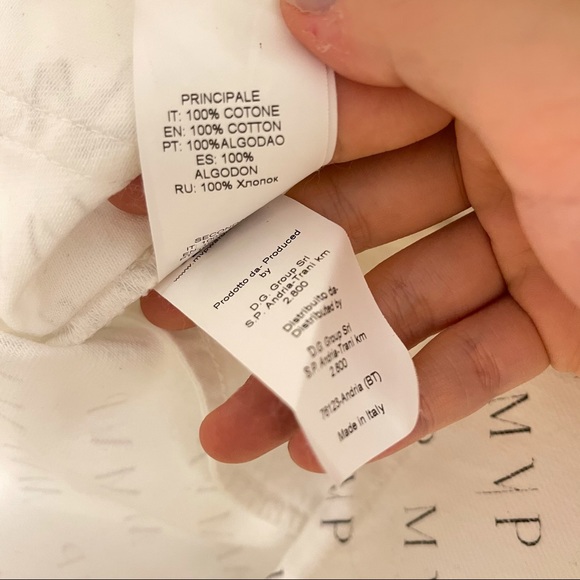 PRINCIPALE
IT: 100% COTONE
EN: 100% COTTON
PT: 100%ALGODAO
ES: 100%
ALGODON
RU: 100% Хлопок
Prodotto da- Produced
by
D.G. Group Srl
S.P. Andria-Trani km
2.800
Distribuito da-
Distributed by
D.G. Group Srl
S.P. Andria-Trani km
2.800
76123-Andria (BT)
Made in Italy
MVP